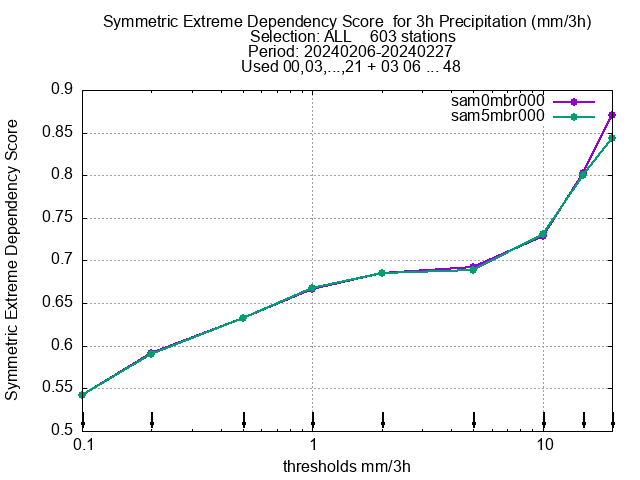 Symmetric Extreme Dependency Score  for 3h Precipitation (mm/3h)
Selection: ALL    603 stations
Period: 20240206-20240227
Used 00,03,...,21 + 03 06 ... 48
sam0mbr000
sam5mbr000
Symmetric Extreme Dependency Score
0.9
0.85
0.8
0.75
0.7
0.65
0.6
0.55
0.5
0.1 1 10
thresholds mm/3h